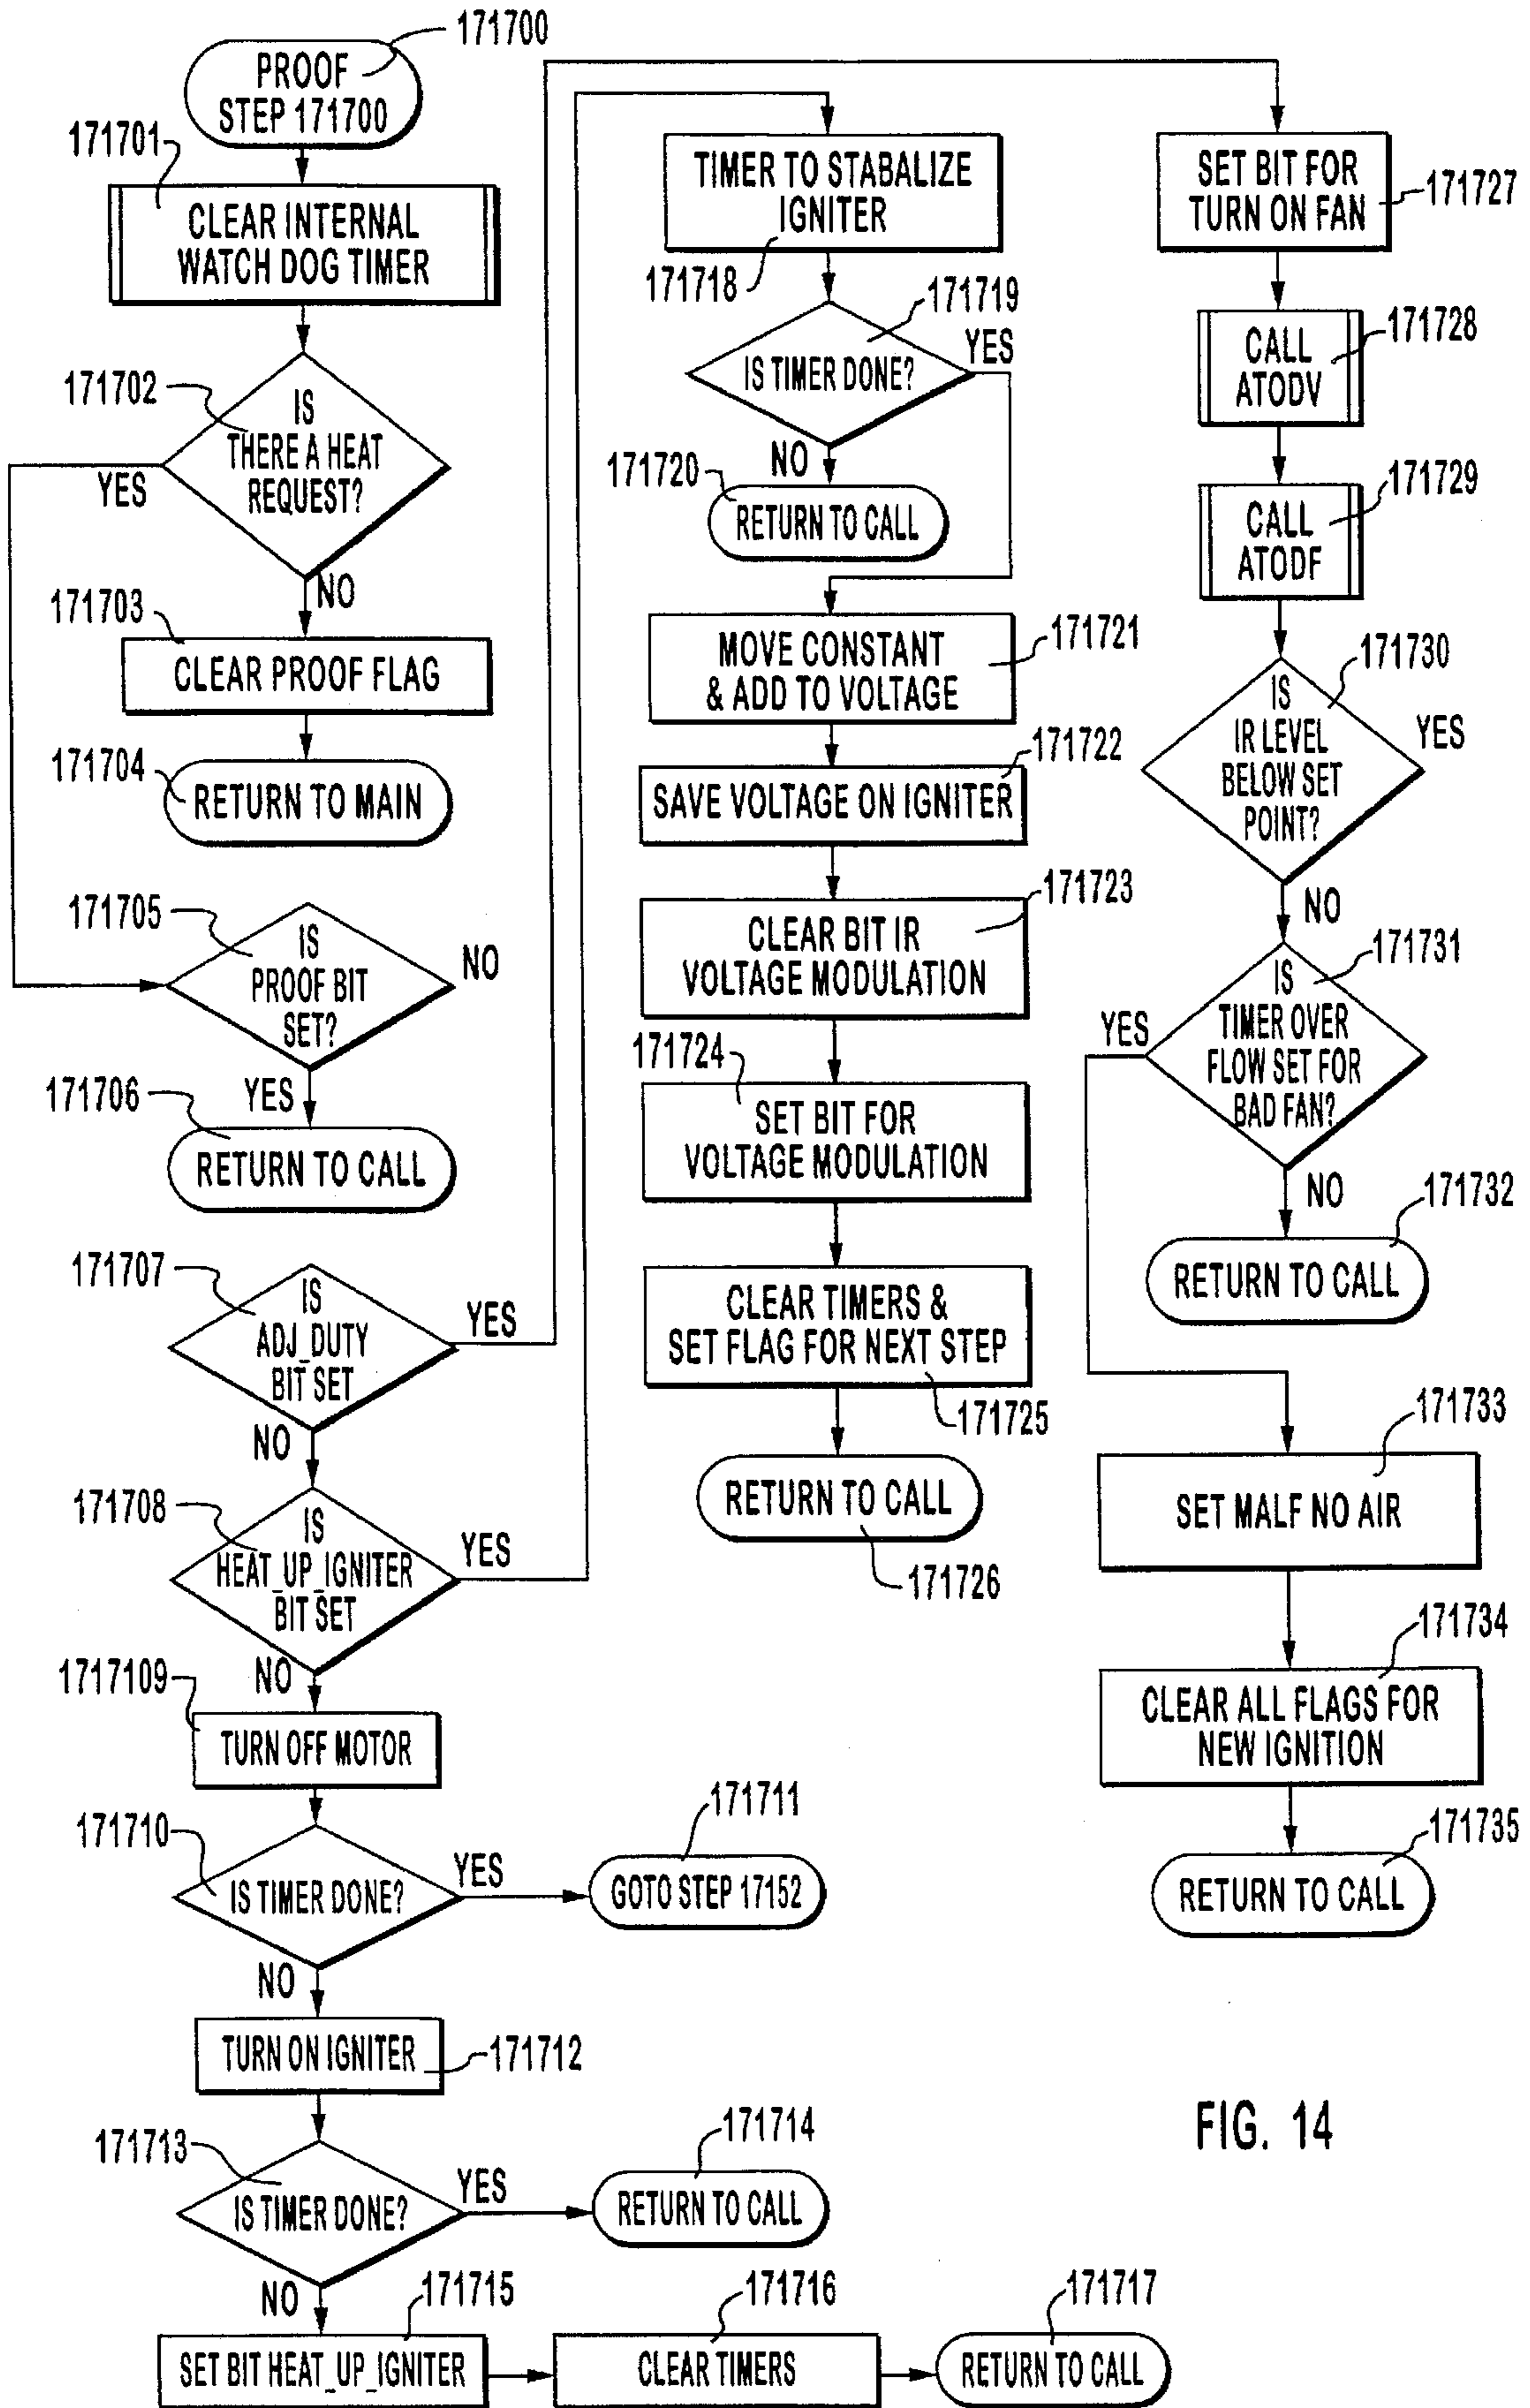 171700
PROOF
STEP 171700
171701
CLEAR INTERNAL
WATCH DOG TIMER
171702
IS
THERE A HEAT
REQUEST?
YES
NO
171703
CLEAR PROOF FLAG
171704
RETURN TO MAIN
171705
IS
PROOF BIT
SET?
NO
YES
171706
RETURN TO CALL
171707
IS
ADJ_DUTY
BIT SET
YES
NO
171708
IS
HEAT_UP_IGNITER
BIT SET
YES
NO
1717109
TURN OFF MOTOR
171710
IS TIMER DONE?
YES
171711
GOTO STEP 17152
NO
TURN ON IGNITER
171712
171713
IS TIMER DONE?
YES
171714
RETURN TO CALL
NO
171715
SET BIT HEAT_UP_IGNITER
171716
CLEAR TIMERS
171717
RETURN TO CALL
TIMER TO STABALIZE
IGNITER
171718
171719
IS TIMER DONE?
YES
NO
171720
RETURN TO CALL
MOVE CONSTANT
& ADD TO VOLTAGE
171721
171722
SAVE VOLTAGE ON IGNITER
171723
CLEAR BIT IR
VOLTAGE MODULATION
171724
SET BIT FOR
VOLTAGE MODULATION
CLEAR TIMERS &
SET FLAG FOR NEXT STEP
171725
RETURN TO CALL
171726
SET BIT FOR
TURN ON FAN
171727
CALL
ATODV
171728
CALL
ATODF
171729
171730
IS
IR LEVEL
BELOW SET
POINT?
YES
NO
171731
IS
TIMER OVER
FLOW SET FOR
BAD FAN?
YES
NO
171732
RETURN TO CALL
171733
SET MALF NO AIR
171734
CLEAR ALL FLAGS FOR
NEW IGNITION
171735
RETURN TO CALL
FIG. 14